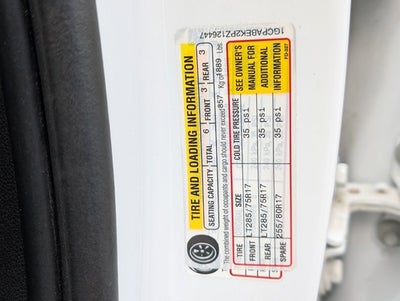 1GCPABEK2PZ126447
TIRE AND LOADING INFORMATION
SEATING CAPACITY TOTAL 6 FRONT 3 REAR 3
The combined weight of occupants and cargo should never exceed 857 Kg or 1889 Lbs.
TIRE SIZE COLD TIRE PRESSURE
FRONT LT285/75R17 35 psi
REAR LT285/75R17 35 psi
SPARE 255/80R17 35 psi
SEE OWNER'S
MANUAL FOR
ADDITIONAL
INFORMATION